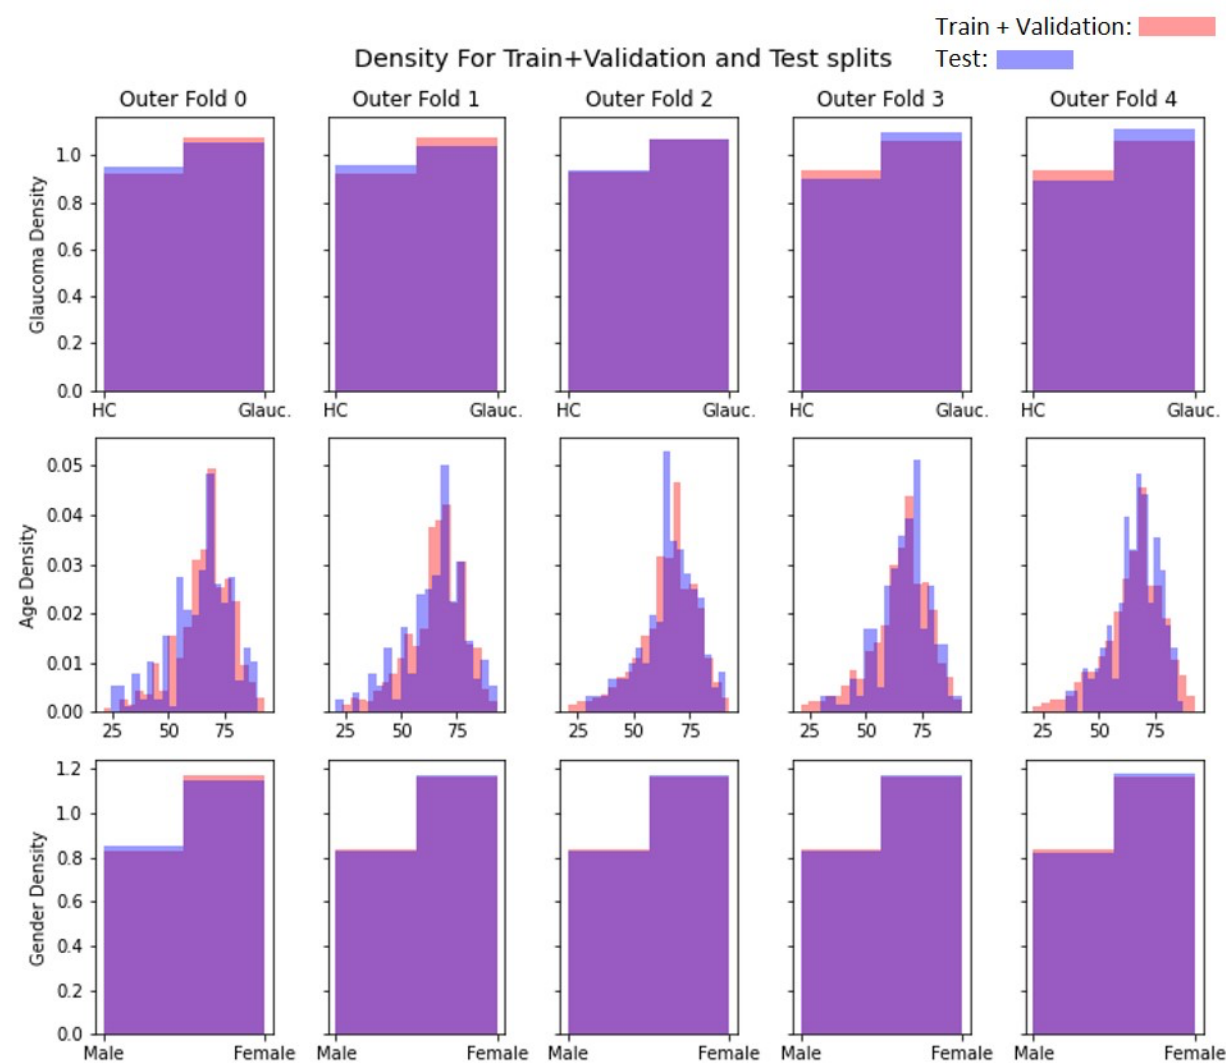 Train + Validation:
Density For Train+Validation and Test splits
Test:
Outer Fold 0 Outer Fold 1 Outer Fold 2 Outer Fold 3 Outer Fold 4
Glaucoma Density
1.0
0.8
0.6
0.4
0.2
0.0
HC Glauc. HC Glauc. HC Glauc. HC Glauc. HC Glauc.
Age Density
0.05
0.04
0.03
0.02
0.01
0.00
25 50 75 25 50 75 25 50 75 25 50 75 25 50 75
Gender Density
1.2
1.0
0.8
0.6
0.4
0.2
0.0
Male Female Male Female Male Female Male Female Male Female